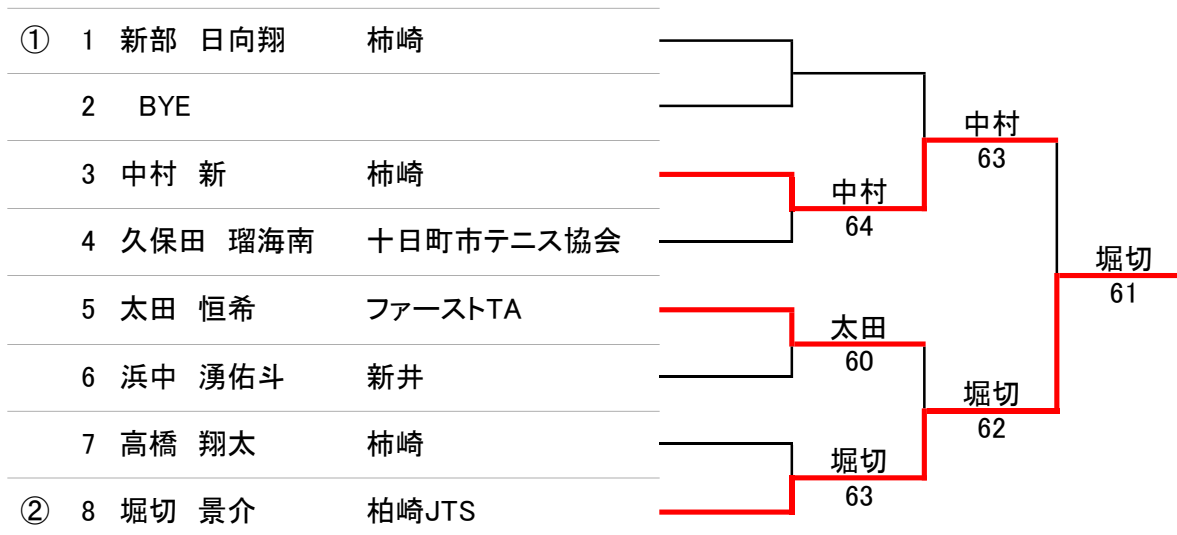 ① 1 新部 日向翔 柿崎
2 BYE
3 中村 新 柿崎
4 久保田 瑠海南 十日町市テニス協会
5 太田 恒希 ファーストTA
6 浜中 湧佑斗 新井
7 高橋 翔太 柿崎
② 8 堀切 景介 柏崎JTS
中村
64
太田
60
堀切
63
中村
63
堀切
62
堀切
61